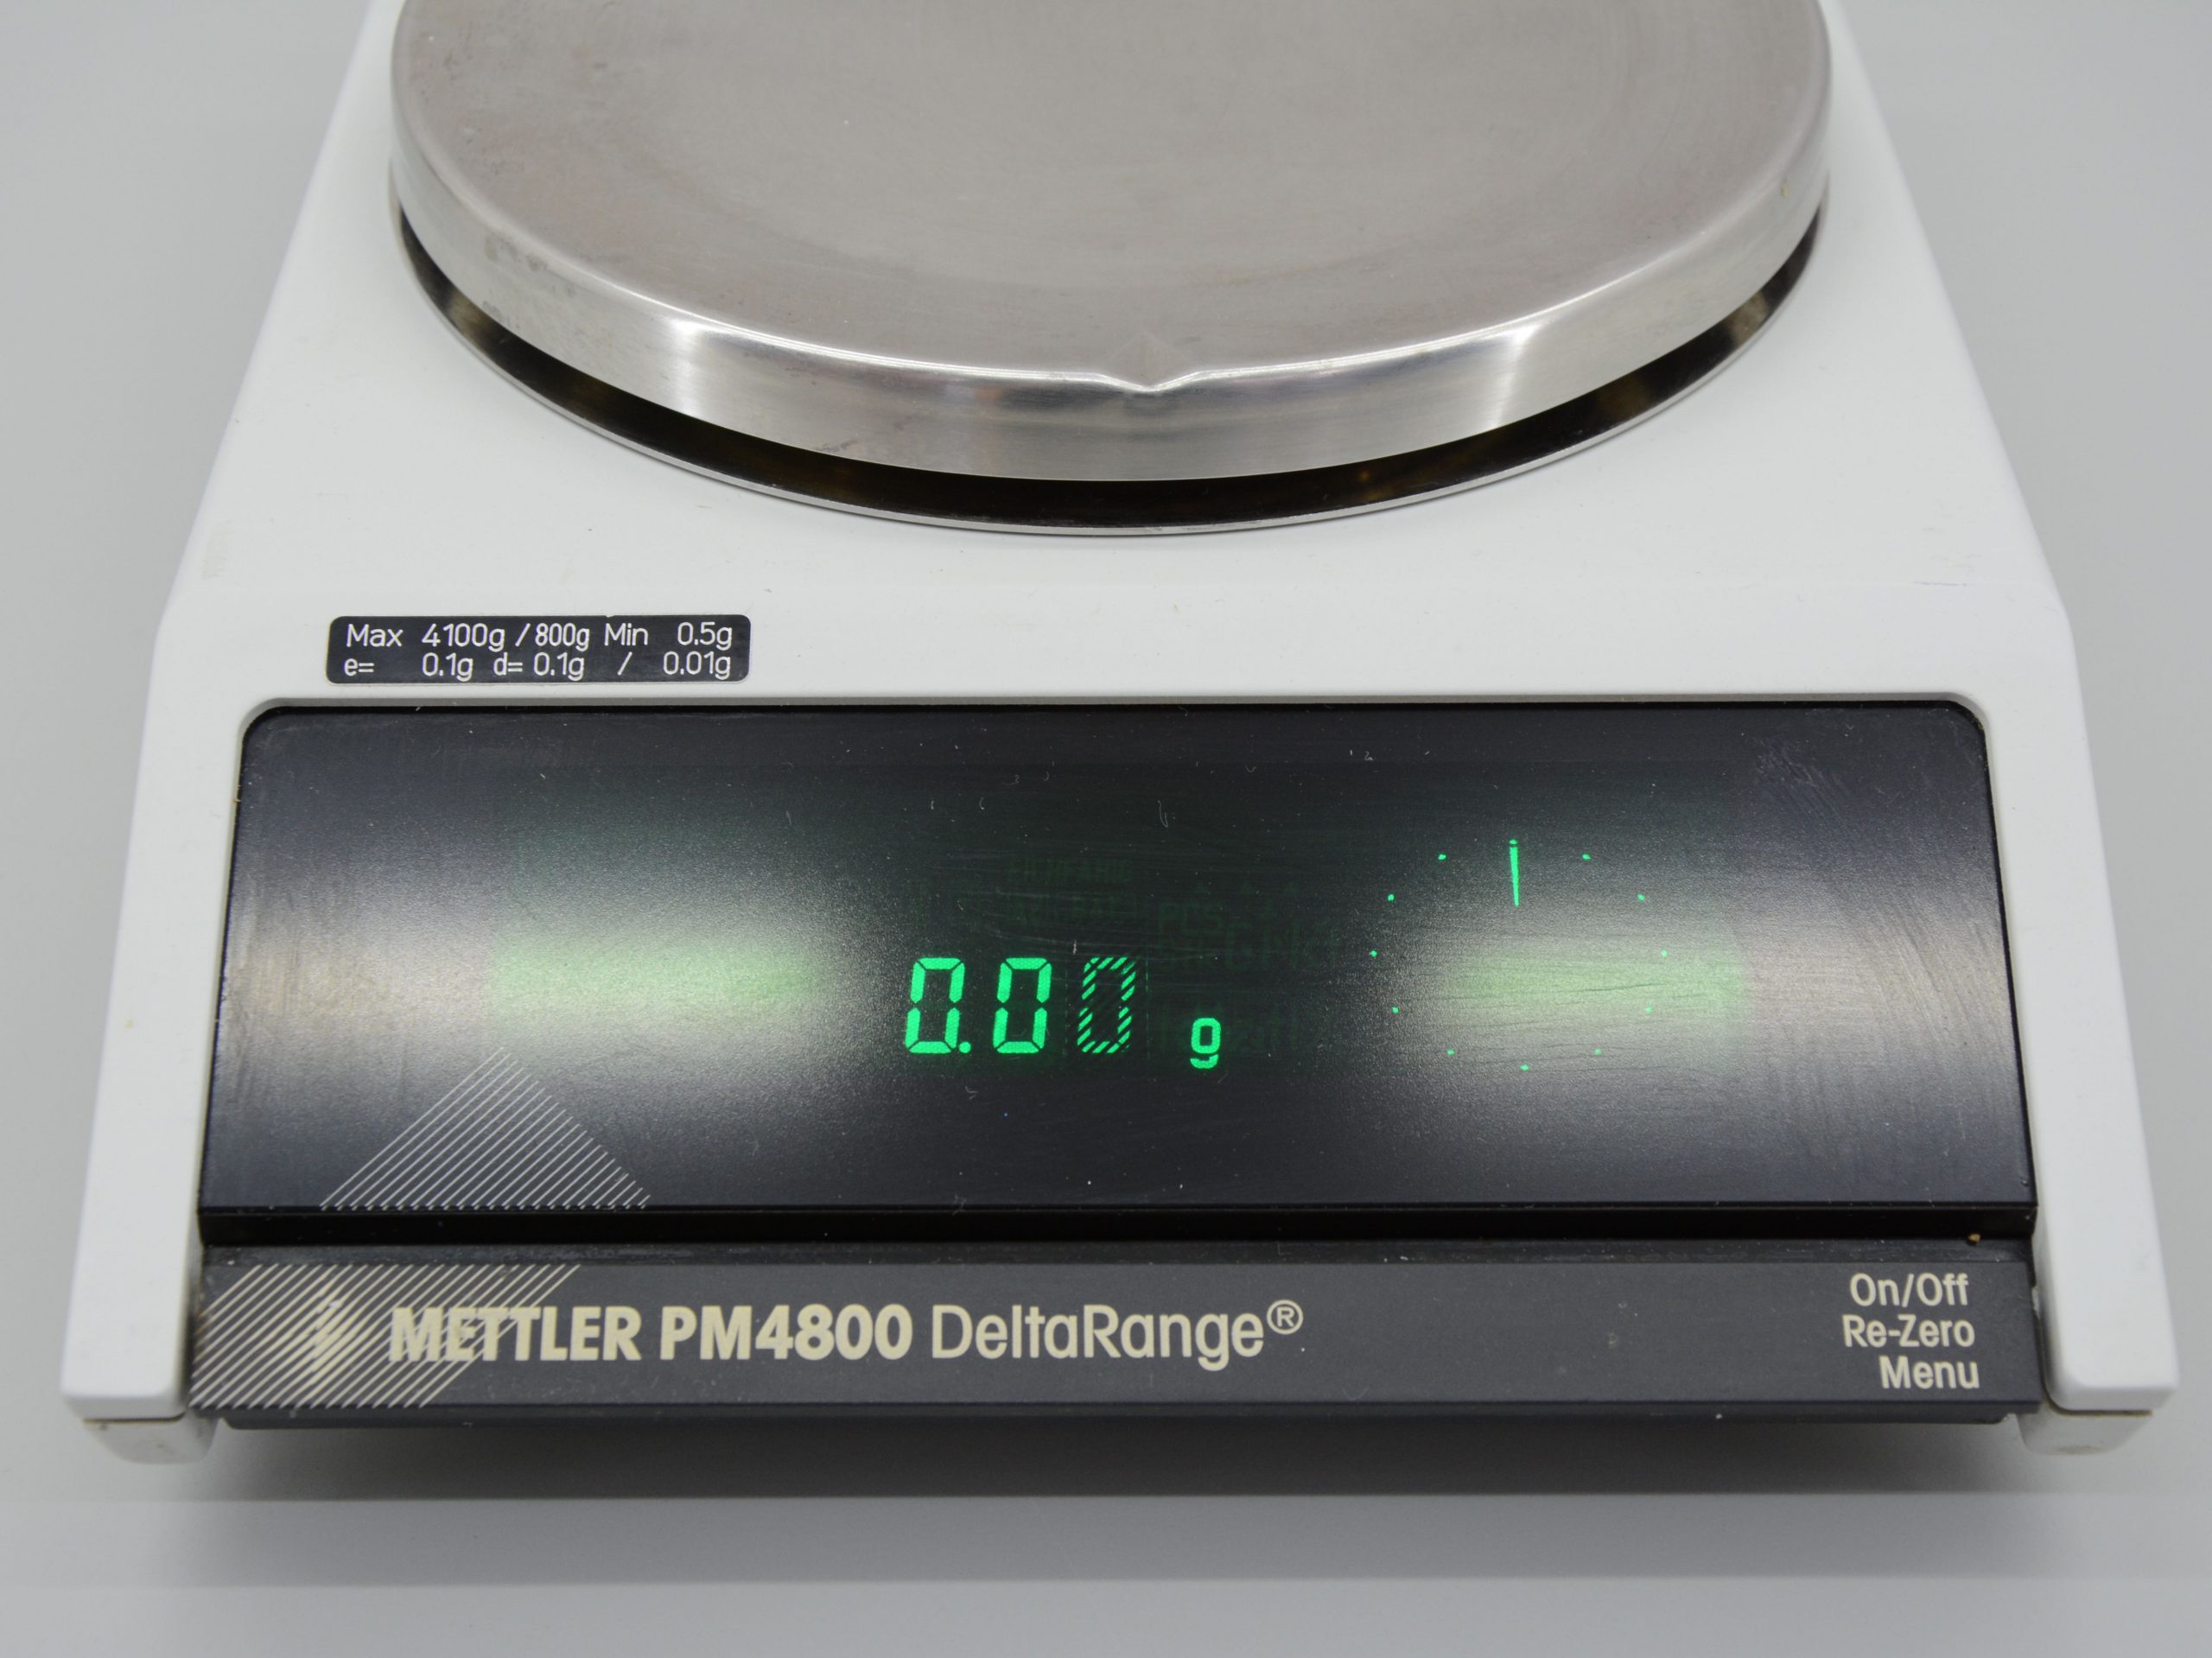 Max 4100g / 800g Min 0.5g
e= 0.1g d= 0.1g / 0.01g
0.00 g
METTLER PM4800 DeltaRange®
On/Off
Re-Zero
Menu